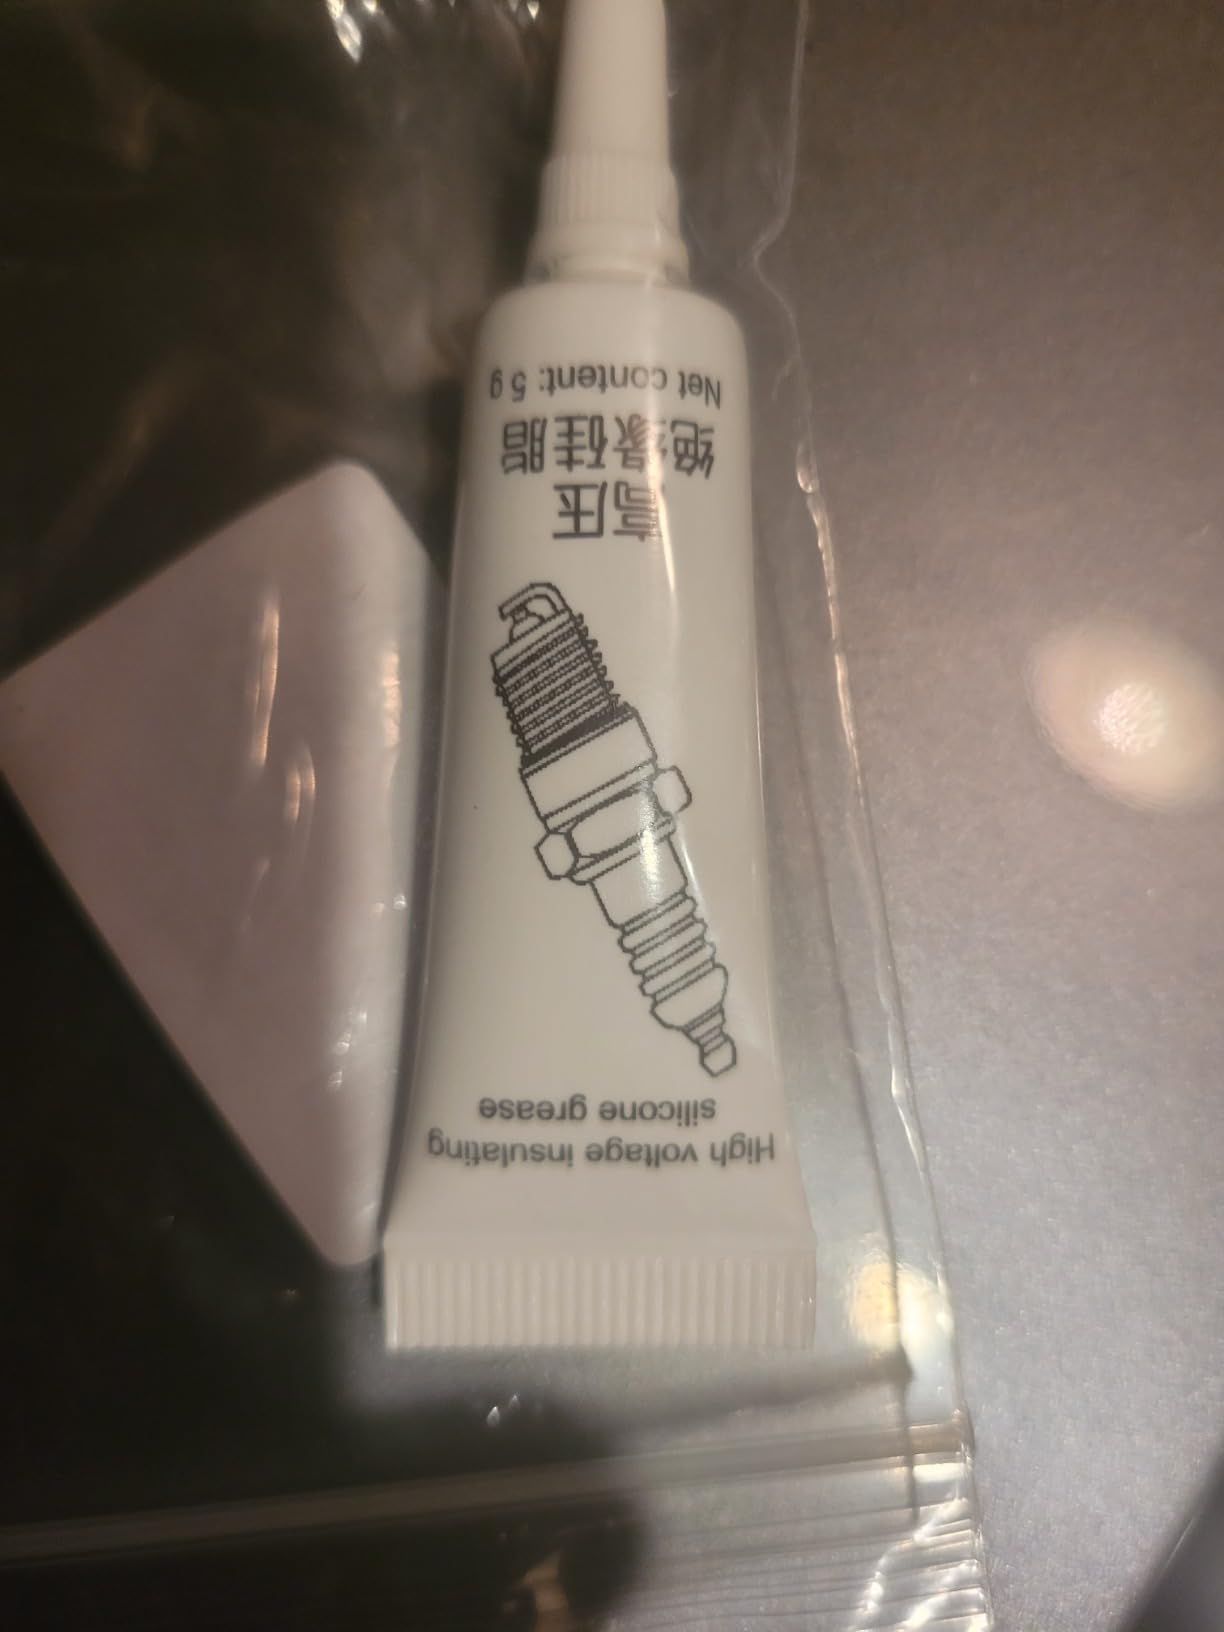 High voltage insulating
silicone grease
高压
绝缘硅脂
Net content: 5 g